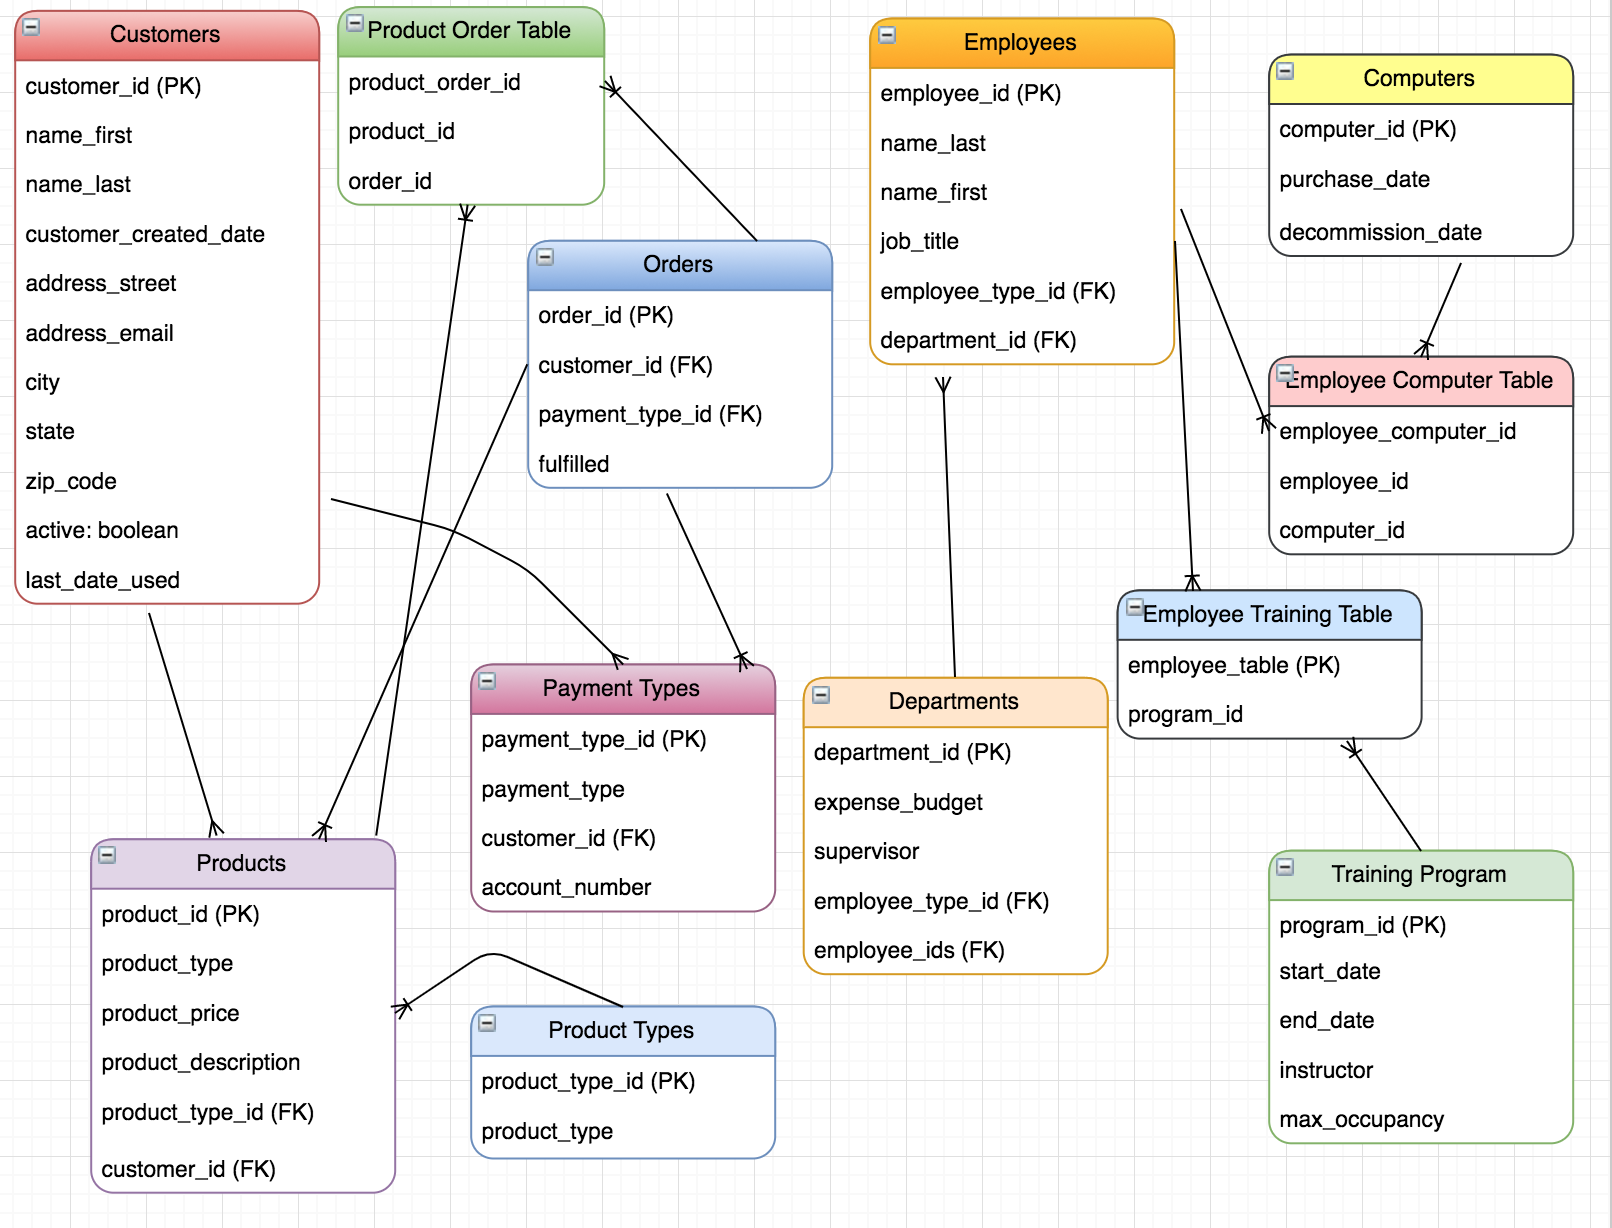 Customers
customer_id (PK)
name_first
name_last
customer_created_date
address_street
address_email
city
state
zip_code
active: boolean
last_date_used
Product Order Table
product_order_id
product_id
order_id
Orders
order_id (PK)
customer_id (FK)
payment_type_id (FK)
fulfilled
Employees
employee_id (PK)
name_last
name_first
job_title
employee_type_id (FK)
department_id (FK)
Computers
computer_id (PK)
purchase_date
decommission_date
Employee Computer Table
employee_computer_id
employee_id
computer_id
Employee Training Table
employee_table (PK)
program_id
Payment Types
payment_type_id (PK)
payment_type
customer_id (FK)
account_number
Departments
department_id (PK)
expense_budget
supervisor
employee_type_id (FK)
employee_ids (FK)
Products
product_id (PK)
product_type
product_price
product_description
product_type_id (FK)
customer_id (FK)
Product Types
product_type_id (PK)
product_type
Training Program
program_id (PK)
start_date
end_date
instructor
max_occupancy